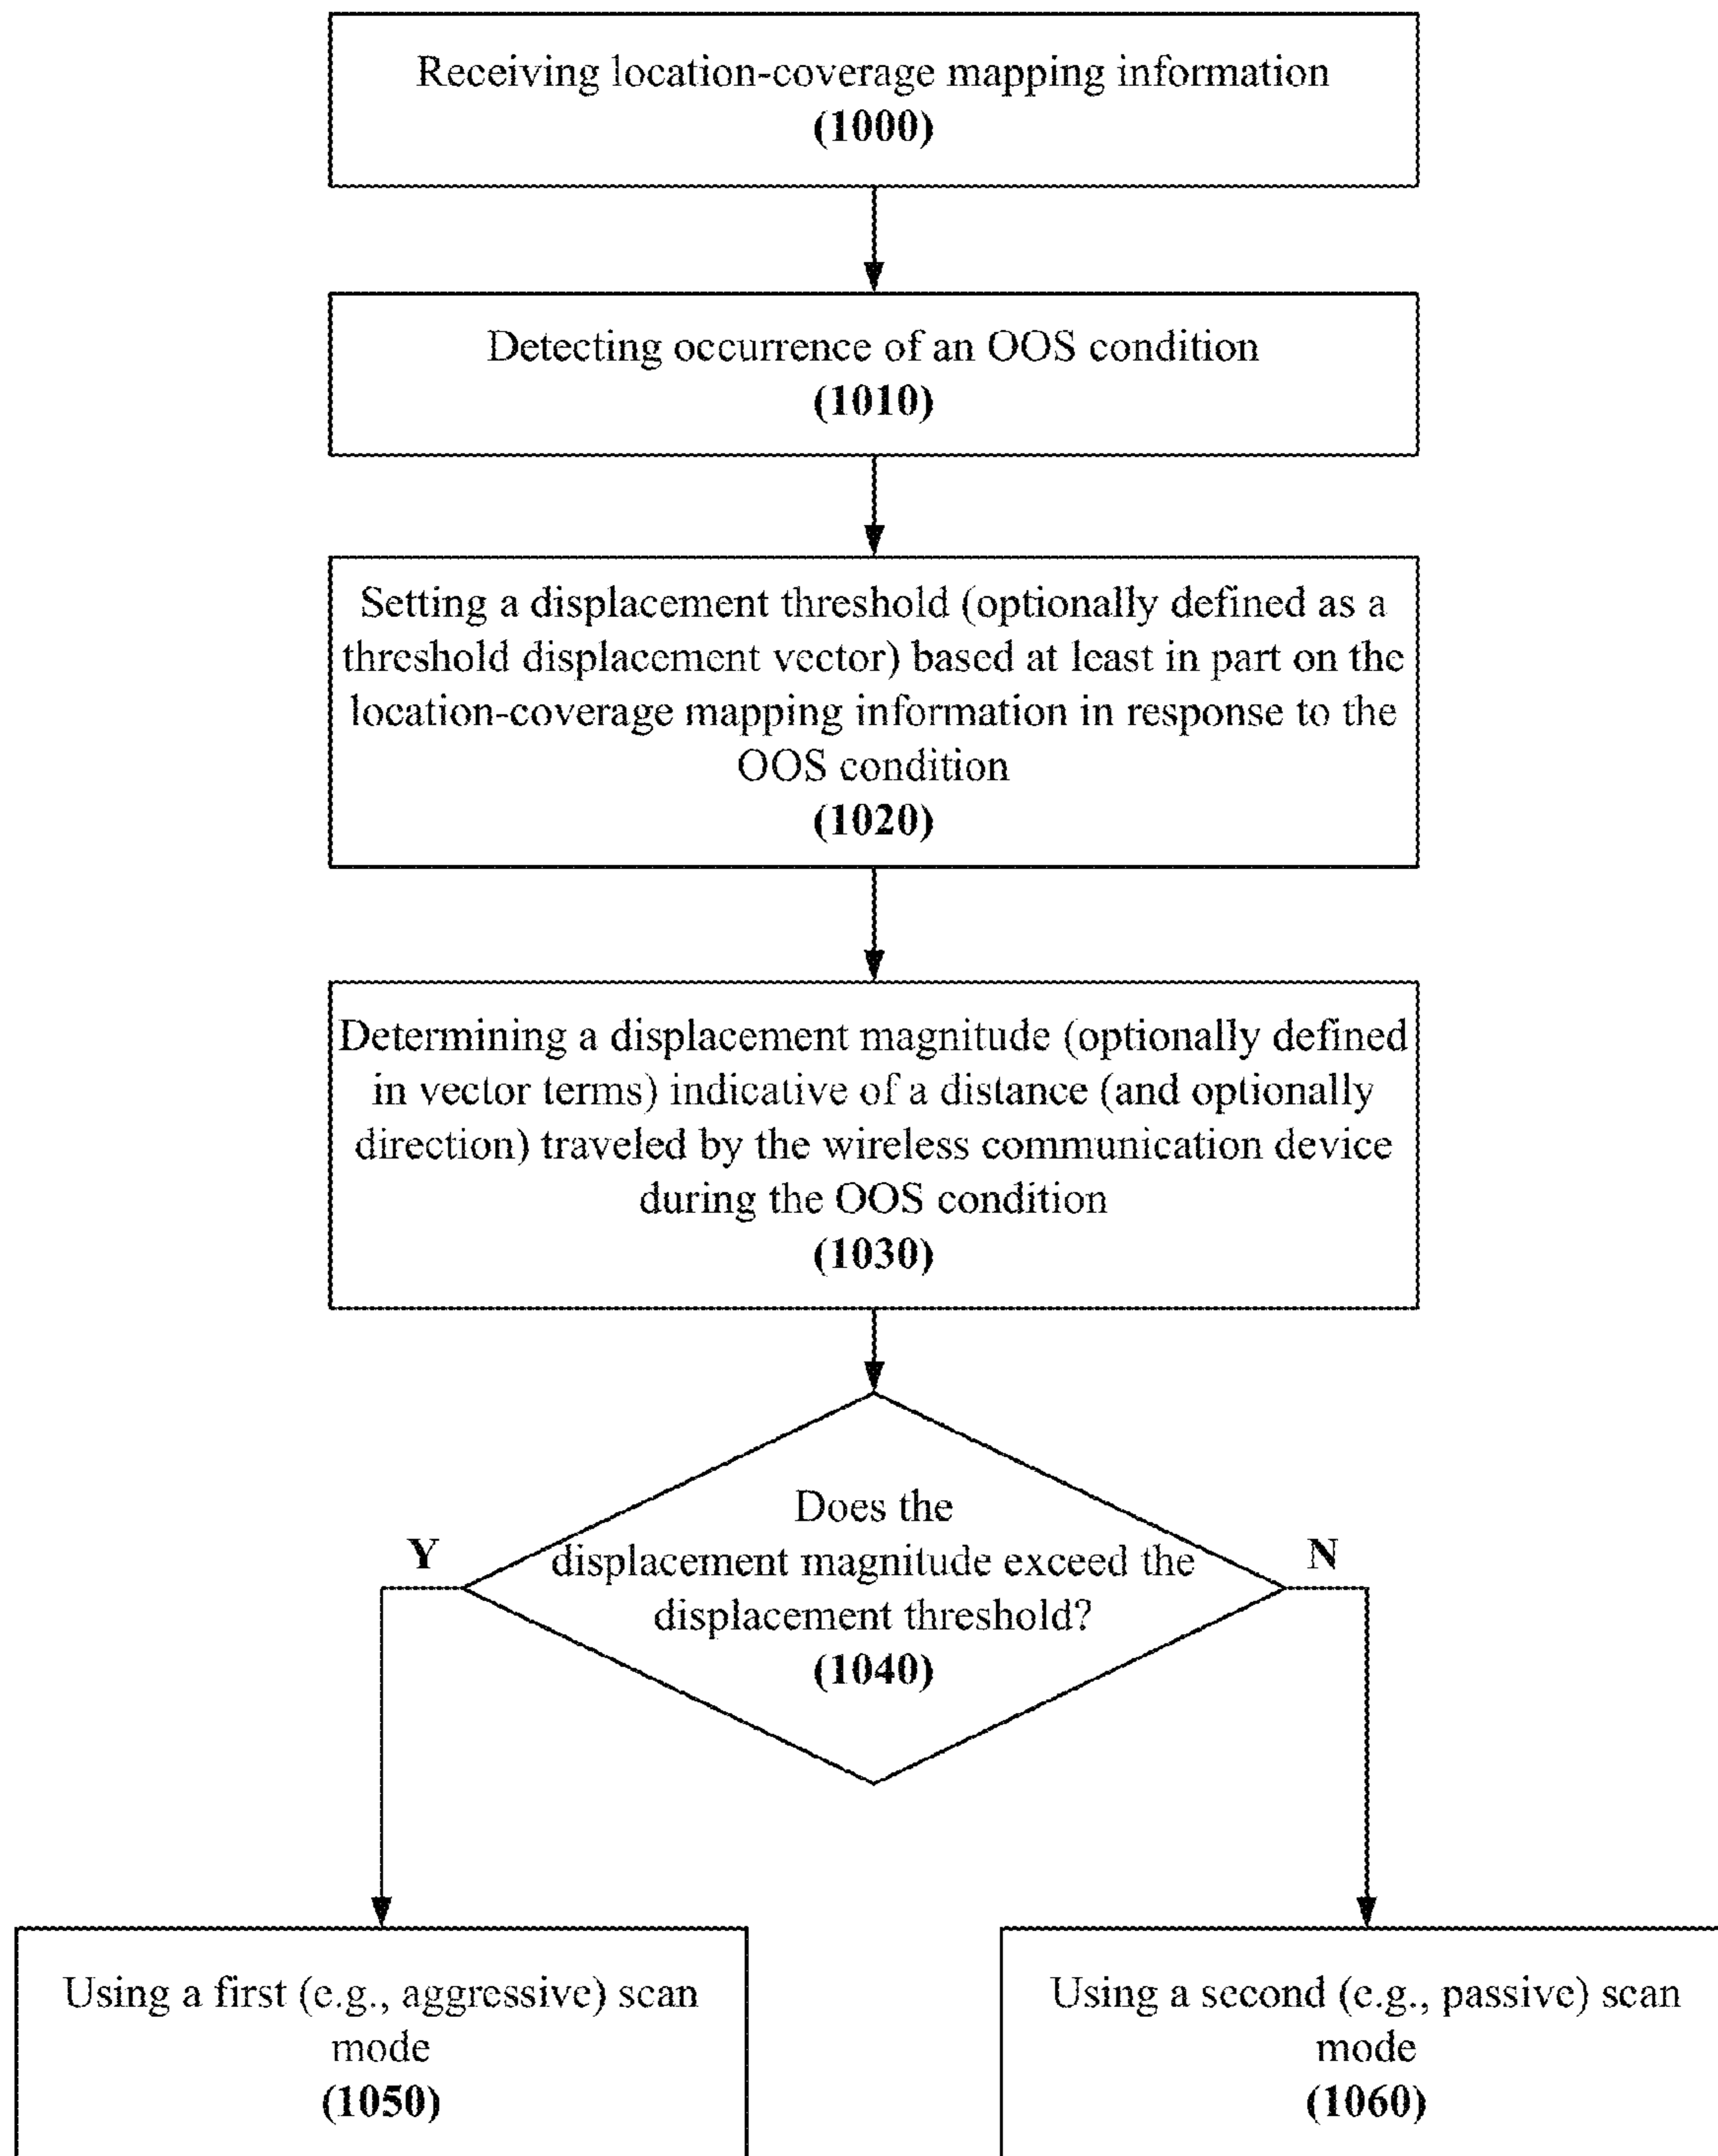 Receiving location-coverage mapping information
(1000)
Detecting occurrence of an OOS condition
(1010)
Setting a displacement threshold (optionally defined as a
threshold displacement vector) based at least in part on the
location-coverage mapping information in response to the
OOS condition
(1020)
Determining a displacement magnitude (optionally defined
in vector terms) indicative of a distance (and optionally
direction) traveled by the wireless communication device
during the OOS condition
(1030)
Does the
displacement magnitude exceed the
displacement threshold?
(1040)
Y
N
Using a first (e.g., aggressive) scan
mode
(1050)
Using a second (e.g., passive) scan
mode
(1060)